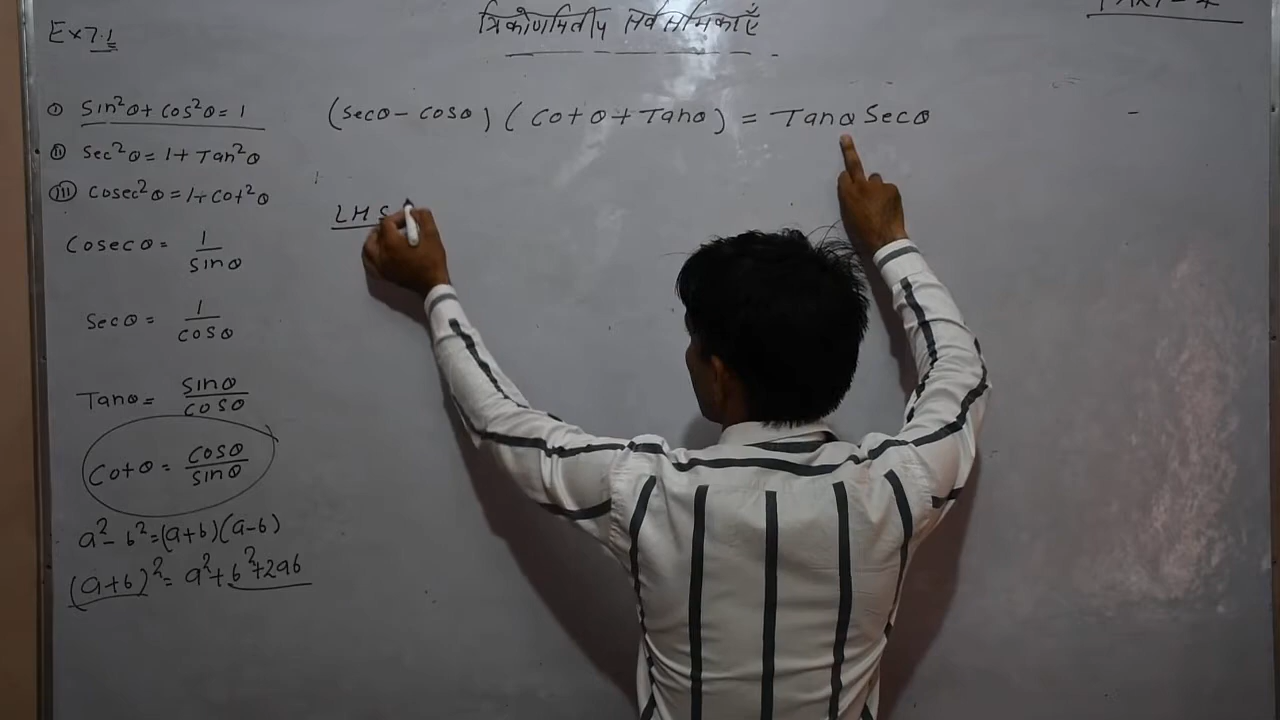 Ex 7.1
त्रिकोणमितीय सर्वसमिकाएँ
① Sin²θ + Cos²θ = 1
② Sec²θ = 1 + Tan²θ
③ Cosec²θ = 1 + Cot²θ
Cosecθ = 1/Sinθ
Secθ = 1/Cosθ
Tanθ = Sinθ/Cosθ
Cotθ = Cosθ/Sinθ
a² - b² = (a+b)(a-b)
(a+b)² = a² + b² + 2ab
(Secθ - Cosθ) (Cotθ + Tanθ) = Tanθ Secθ
LHS